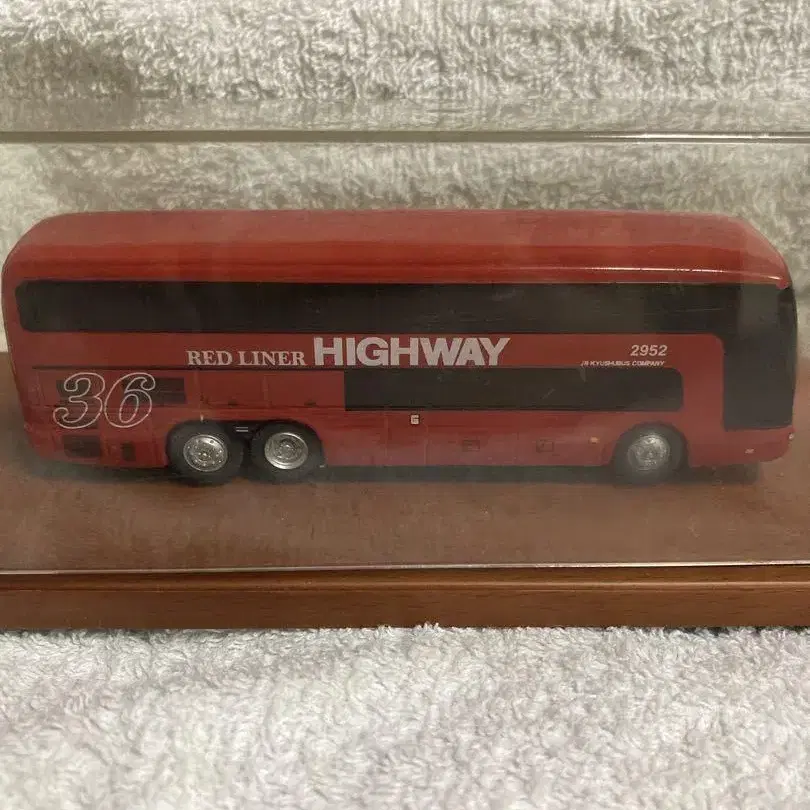 RED LINER HIGHWAY
2952
JR KYUSHUBUS COMPANY
36